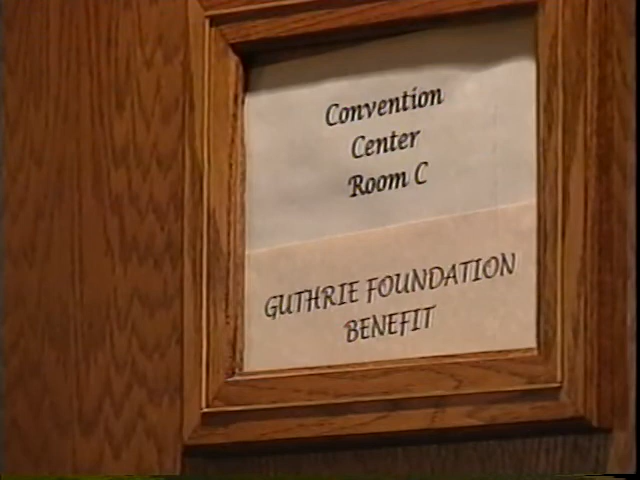 Convention
Center
Room C
GUTHRIE FOUNDATION
BENEFIT